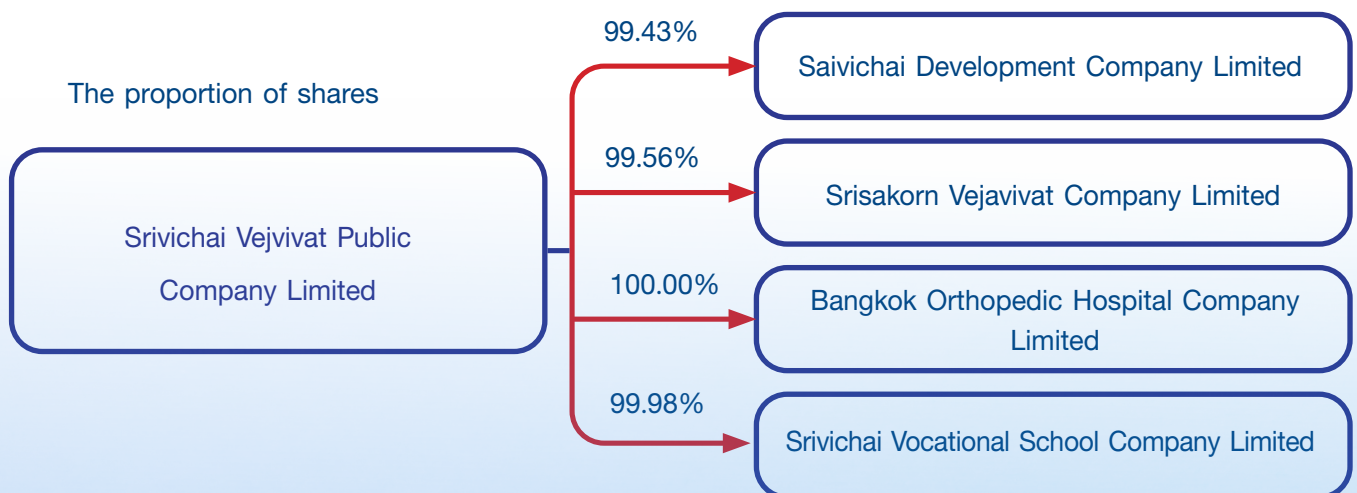 The proportion of shares
Srivichai Vejvivat Public
Company Limited
99.43%
Saivichai Development Company Limited
99.56%
Srisakorn Vejavivat Company Limited
100.00%
Bangkok Orthopedic Hospital Company
Limited
99.98%
Srivichai Vocational School Company Limited